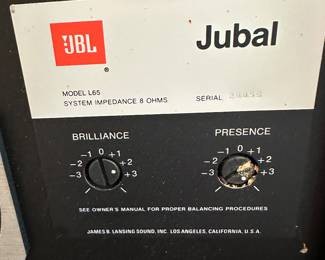 JBL
®
Jubal
MODEL L65
SYSTEM IMPEDANCE 8 OHMS
SERIAL
BRILLIANCE
PRESENCE
-3 -2 -1 0 +1 +2 +3
-3 -2 -1 0 +1 +2 +3
SEE OWNER'S MANUAL FOR PROPER BALANCING PROCEDURES
JAMES B. LANSING SOUND, INC. LOS ANGELES, CALIFORNIA, U.S.A.